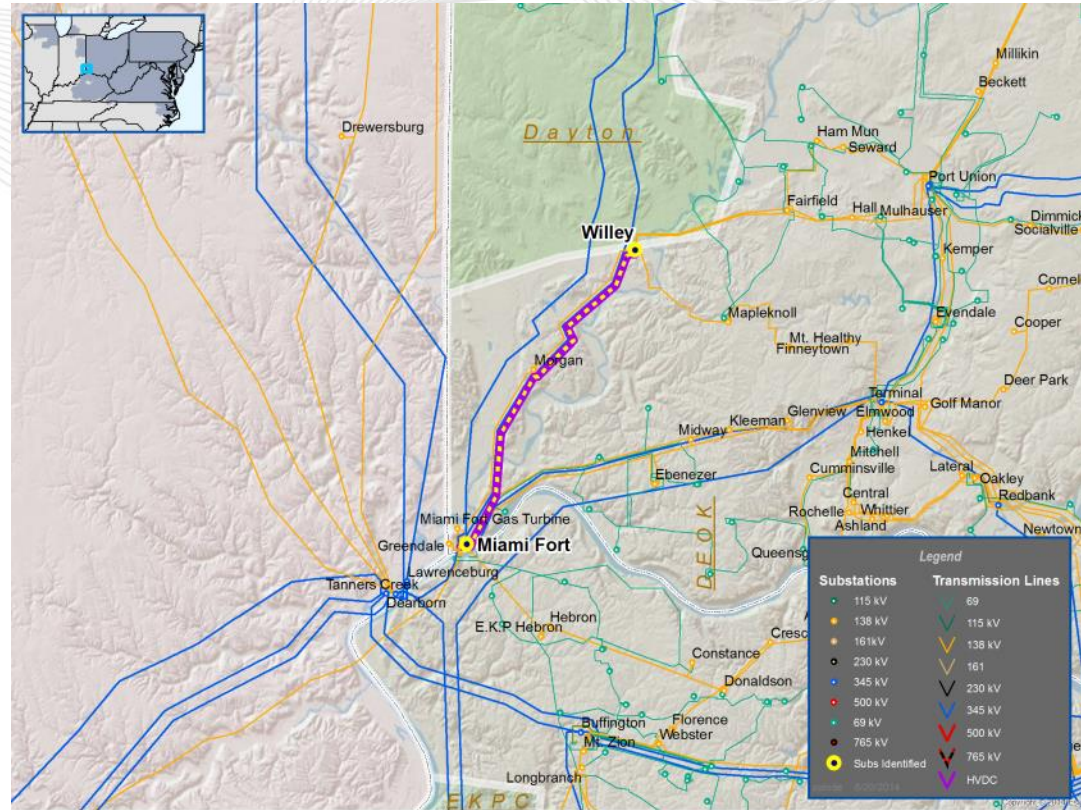 Drewersburg
Dayton
Millikin
Beckett
Ham Mun
Seward
Port Union
Fairfield
Hall
Mulhauser
Dimmick
Socialville
Willey
Kemper
Cornel
Mapleknoll
Evendale
Cooper
Mt. Healthy
Finneytown
Morgan
Deer Park
Terminal
Golf Manor
Elmwood
Glenview
Kleeman
Henkel
Midway
Mitchell
Cumminsville
Ebenezer
Lateral
Oakley
Redbank
Central
Rochelle
Whittier
Newtown
Ashland
Miami Fort Gas Turbine
Greendale
Miami Fort
DEOK
Queensg
Lawrenceburg
Tanners Creek
Dearborn
Hebron
E.K.P Hebron
Cresc
Constance
Donaldson
Buffington
Florence
Mt. Zion
Webster
Longbranch
EKPC
Legend
Substations
Transmission Lines
115 kV
69
138 kV
115 kV
161kV
138 kV
230 kV
161
345 kV
230 kV
500 kV
345 kV
69 kV
500 kV
765 kV
765 kV
Subs Identified
HVDC